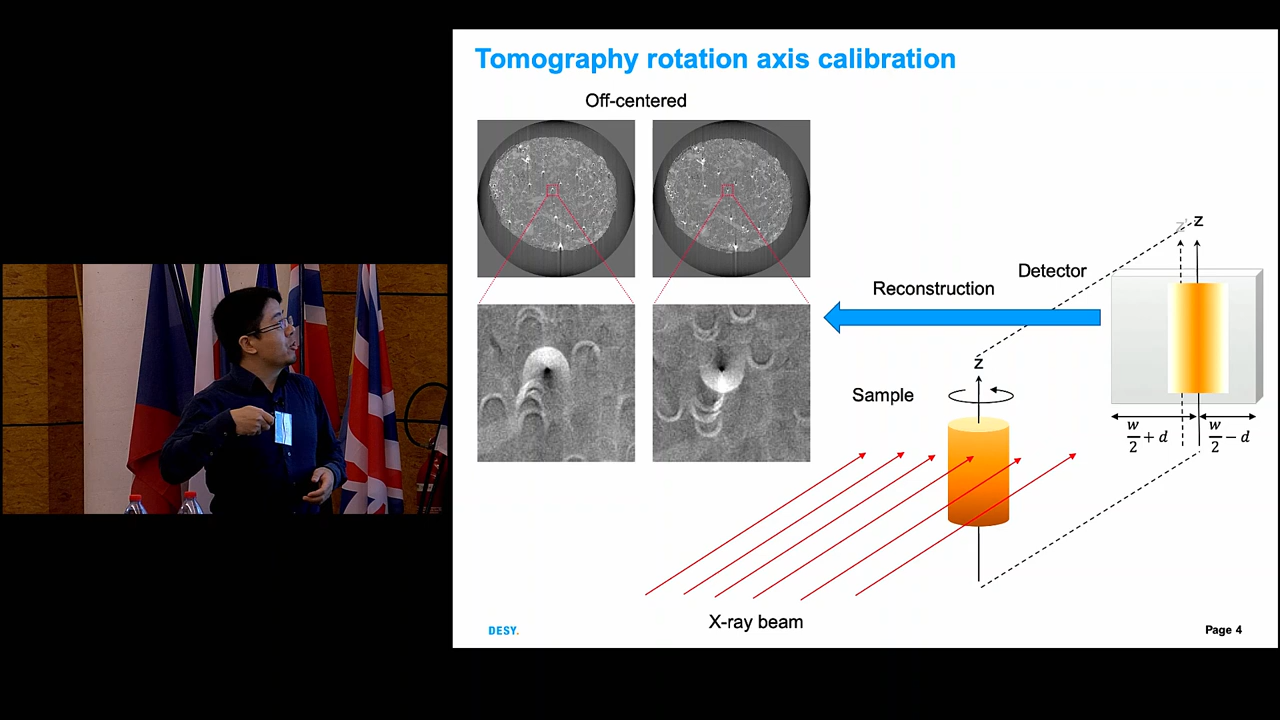 Tomography rotation axis calibration
Off-centered
z' z
Detector
Reconstruction
z
Sample
w/2 + d
w/2 − d
X-ray beam
DESY.
Page 4